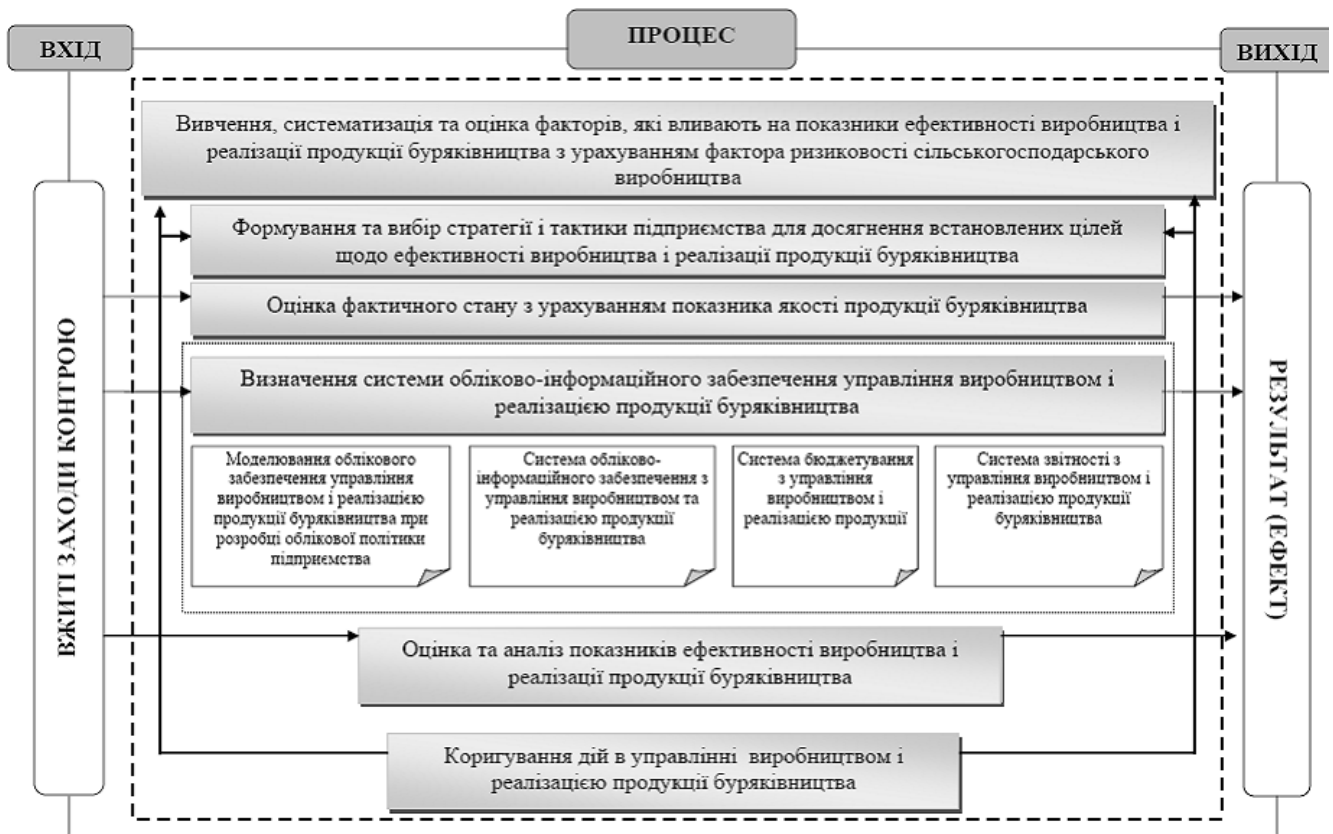 ВХІД
ПРОЦЕС
ВИХІД
Вивчення, систематизація та оцінка факторів, які вливають на показники ефективності виробництва і
реалізації продукції буряківництва з урахуванням фактора ризиковості сільськогосподарського
виробництва
Формування та вибір стратегії і тактики підприємства для досягнення встановлених цілей
щодо ефективності виробництва і реалізації продукції буряківництва
Оцінка фактичного стану з урахуванням показника якості продукції буряківництва
Визначення системи обліково-інформаційного забезпечення управління виробництвом і
реалізацією продукції буряківництва
Моделювання облікового
забезпечення управління
виробництвом і реалізацією
продукції буряківництва при
розробці облікової політики
підприємства
Система обліково-
інформаційного забезпечення з
управління виробництвом та
реалізацією продукції
буряківництва
Система бюджетування
з управління
виробництвом і
реалізацією продукції
Система звітності з
управління виробництвом і
реалізацією продукції
буряківництва
Оцінка та аналіз показників ефективності виробництва і
реалізації продукції буряківництва
Коригування дій в управлінні виробництвом і
реалізацією продукції буряківництва
ВЖИТІ ЗАХОДИ КОНТРОЮ
РЕЗУЛЬТАТ (ЕФЕКТ)